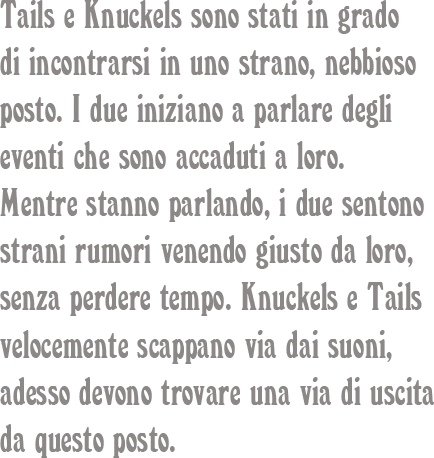 Tails e Knuckels sono stati in grado
di incontrarsi in uno strano, nebbioso
posto. I due iniziano a parlare degli
eventi che sono accaduti a loro.
Mentre stanno parlando, i due sentono
strani rumori venendo giusto da loro,
senza perdere tempo. Knuckels e Tails
velocemente scappano via dai suoni,
adesso devono trovare una via di uscita
da questo posto.